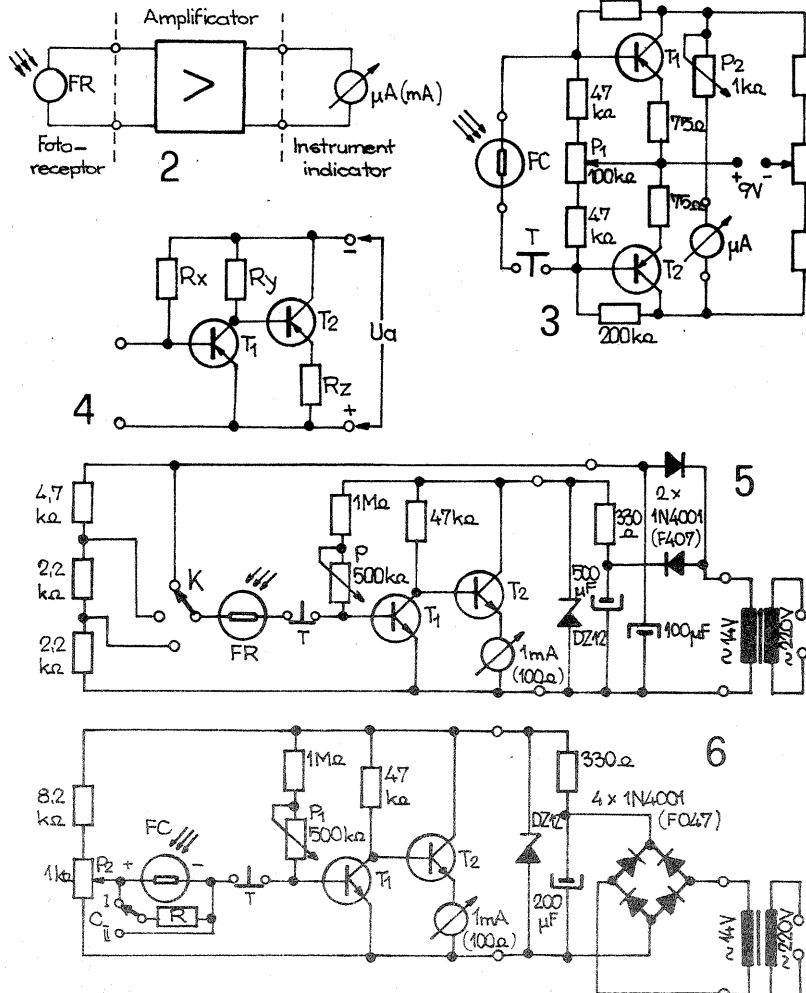 Amplificator
FR
>
μA(mA)
Foto-
receptor
2
Instrument
indicator
T1
P2
1kΩ
47
kΩ
75Ω
FC
P1
100kΩ
+ 9V -
47
kΩ
75Ω
T
T2
μA
3
200kΩ
Rx
Ry
T1
T2
Rz
Ua
-
+
4
5
4,7
kΩ
1MΩ
47kΩ
330
Ω
2×
1N4001
(F407)
2,2
kΩ
K
P
500kΩ
T2
500
μF
2,2
kΩ
FR
T
T1
1mA
(100Ω)
DZ12
100μF
~14V
~220V
6
8,2
kΩ
1MΩ
47
kΩ
330Ω
4 × 1N4001
(F047)
FC
P1
500kΩ
DZ12
1kΩ
P2
+
-
T
T1
T2
I
C
II
R
1mA
(100Ω)
200
μF
~14V
~220V